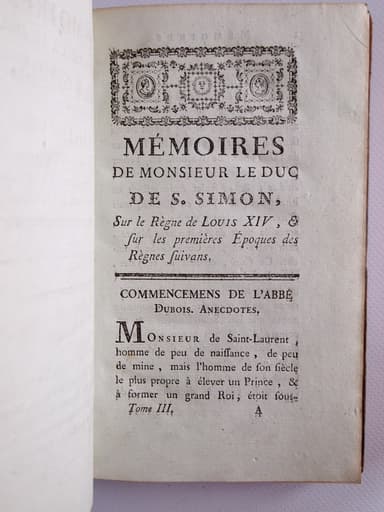 MÉMOIRES
DE MONSIEUR LE DUC
DE S. SIMON,
Sur le Règne de LOUIS XIV, &
sur les premières Époques des
Règnes suivans.
COMMENCEMENS DE L'ABBÉ
DUBOIS. ANECDOTES.
MONSIEUR de Saint-Laurent,
homme de peu de naissance, de peu
de mine, mais l'homme de son siècle
le plus propre à élever un Prince, &
à former un grand Roi, étoit sous-
Tome III. A